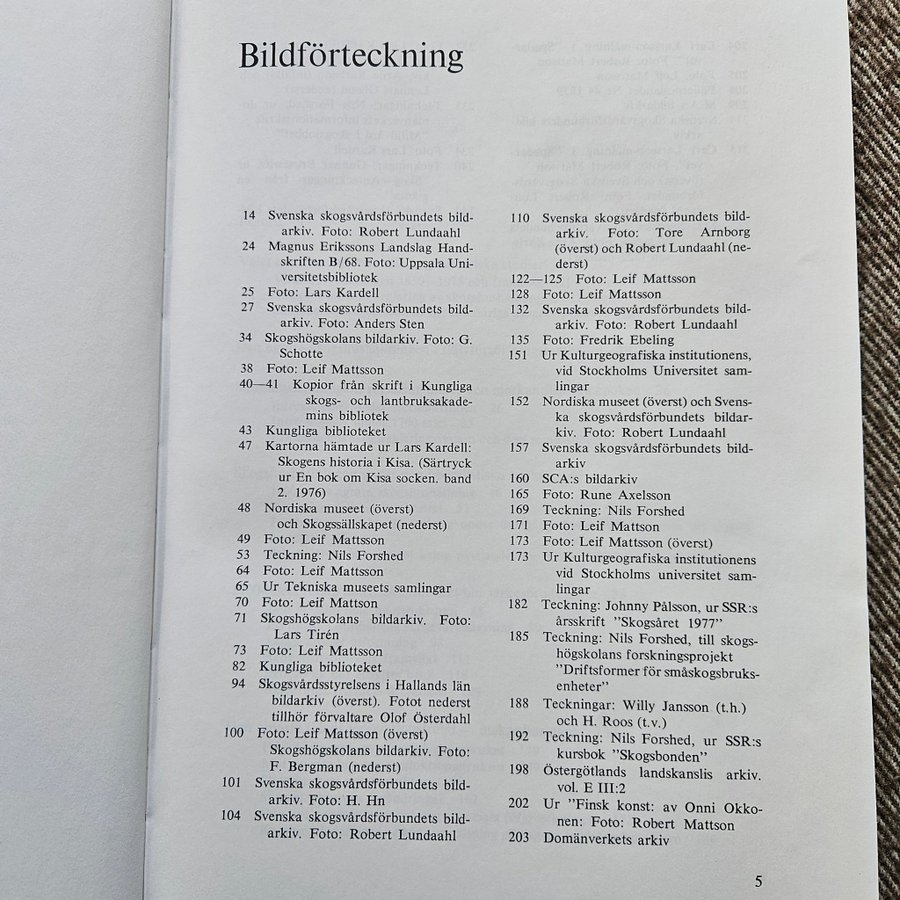 Bildförteckning
14 Svenska skogsvårdsförbundets bild-
arkiv. Foto: Robert Lundaahl
24 Magnus Erikssons Landslag Hand-
skriften B/68. Foto: Uppsala Uni-
versitetsbibliotek
25 Foto: Lars Kardell
27 Svenska skogsvårdsförbundets bild-
arkiv. Foto: Anders Sten
34 Skogshögskolans bildarkiv. Foto: G.
Schotte
38 Foto: Leif Mattsson
40—41 Kopior från skrift i Kungliga
skogs- och lantbruksakade-
mins bibliotek
43 Kungliga biblioteket
47 Kartorna hämtade ur Lars Kardell:
Skogens historia i Kisa. (Särtryck
ur En bok om Kisa socken. band
2. 1976)
48 Nordiska museet (överst)
och Skogssällskapet (nederst)
49 Foto: Leif Mattsson
53 Teckning: Nils Forshed
64 Foto: Leif Mattsson
65 Ur Tekniska museets samlingar
70 Foto: Leif Mattson
71 Skogshögskolans bildarkiv. Foto:
Lars Tirén
73 Foto: Leif Mattsson
82 Kungliga biblioteket
94 Skogsvårdsstyrelsens i Hallands län
bildarkiv (överst). Fotot nederst
tillhör förvaltare Olof Österdahl
100 Foto: Leif Mattsson (överst)
Skogshögskolans bildarkiv. Foto:
F. Bergman (nederst)
101 Svenska skogsvårdsförbundets bild-
arkiv. Foto: H. Hn
104 Svenska skogsvårdsförbundets bild-
arkiv. Foto: Robert Lundaahl
110 Svenska skogsvårdsförbundets bild-
arkiv. Foto: Tore Arnborg
(överst) och Robert Lundaahl (ne-
derst)
122—125 Foto: Leif Mattsson
128 Foto: Leif Mattsson
132 Svenska skogsvårdsförbundets bild-
arkiv. Foto: Robert Lundaahl
135 Foto: Fredrik Ebeling
151 Ur Kulturgeografiska institutionens,
vid Stockholms Universitet sam-
lingar
152 Nordiska museet (överst) och Svens-
ka skogsvårdsförbundets bildar-
kiv. Foto: Robert Lundaahl
157 Svenska skogsvårdsförbundets bild-
arkiv
160 SCA:s bildarkiv
165 Foto: Rune Axelsson
169 Teckning: Nils Forshed
171 Foto: Leif Mattson
173 Foto: Leif Mattsson (överst)
173 Ur Kulturgeografiska institutionens
vid Stockholms universitet sam-
lingar
182 Teckning: Johnny Pålsson, ur SSR:s
årsskrift ”Skogsåret 1977”
185 Teckning: Nils Forshed, till skogs-
högskolans forskningsprojekt
”Driftsformer för småskogsbruks-
enheter”
188 Teckningar: Willy Jansson (t.h.)
och H. Roos (t.v.)
192 Teckning: Nils Forshed, ur SSR:s
kursbok ”Skogsbonden”
198 Östergötlands landskanslis arkiv.
vol. E III:2
202 Ur ”Finsk konst: av Onni Okko-
nen: Foto: Robert Mattson
203 Domänverkets arkiv
5